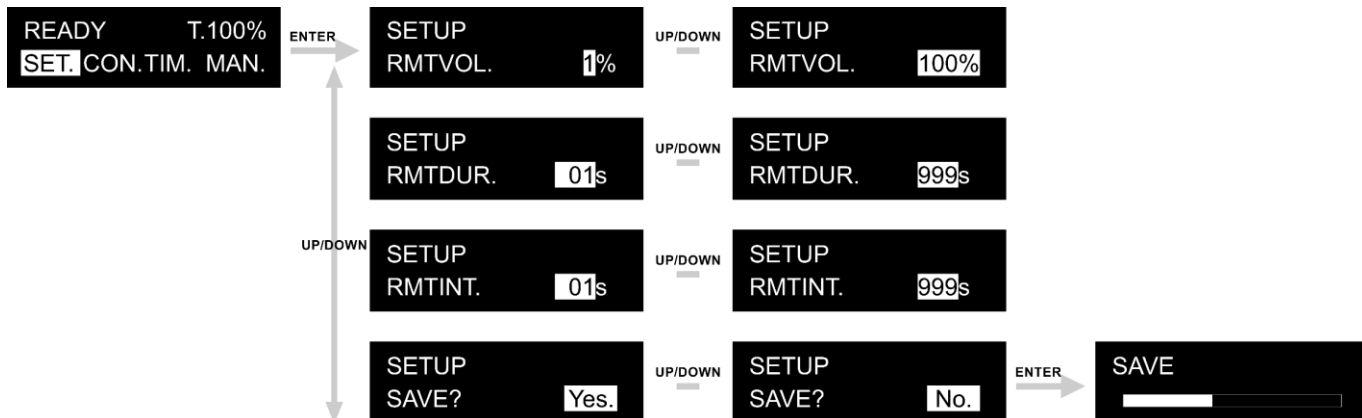 READY T.100%
SET. CON. TIM. MAN.
ENTER
SETUP
RMTVOL. 1%
UP/DOWN
SETUP
RMTVOL. 100%
SETUP
RMTDUR. 01s
UP/DOWN
SETUP
RMTDUR. 999s
UP/DOWN
SETUP
RMTINT. 01s
UP/DOWN
SETUP
RMTINT. 999s
SETUP
SAVE? Yes.
UP/DOWN
SETUP
SAVE? No.
ENTER
SAVE